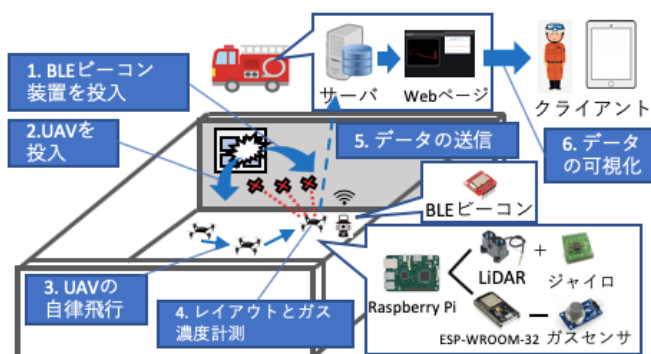 1. BLEビーコン
装置を投入
2.UAVを
投入
サーバ
Webページ
クライアント
5. データの送信
6. データ
の可視化
BLEビーコン
3. UAVの
自律飛行
4. レイアウトとガス
濃度計測
Raspberry Pi
LiDAR
+
ジャイロ
ESP-WROOM-32
ガスセンサ